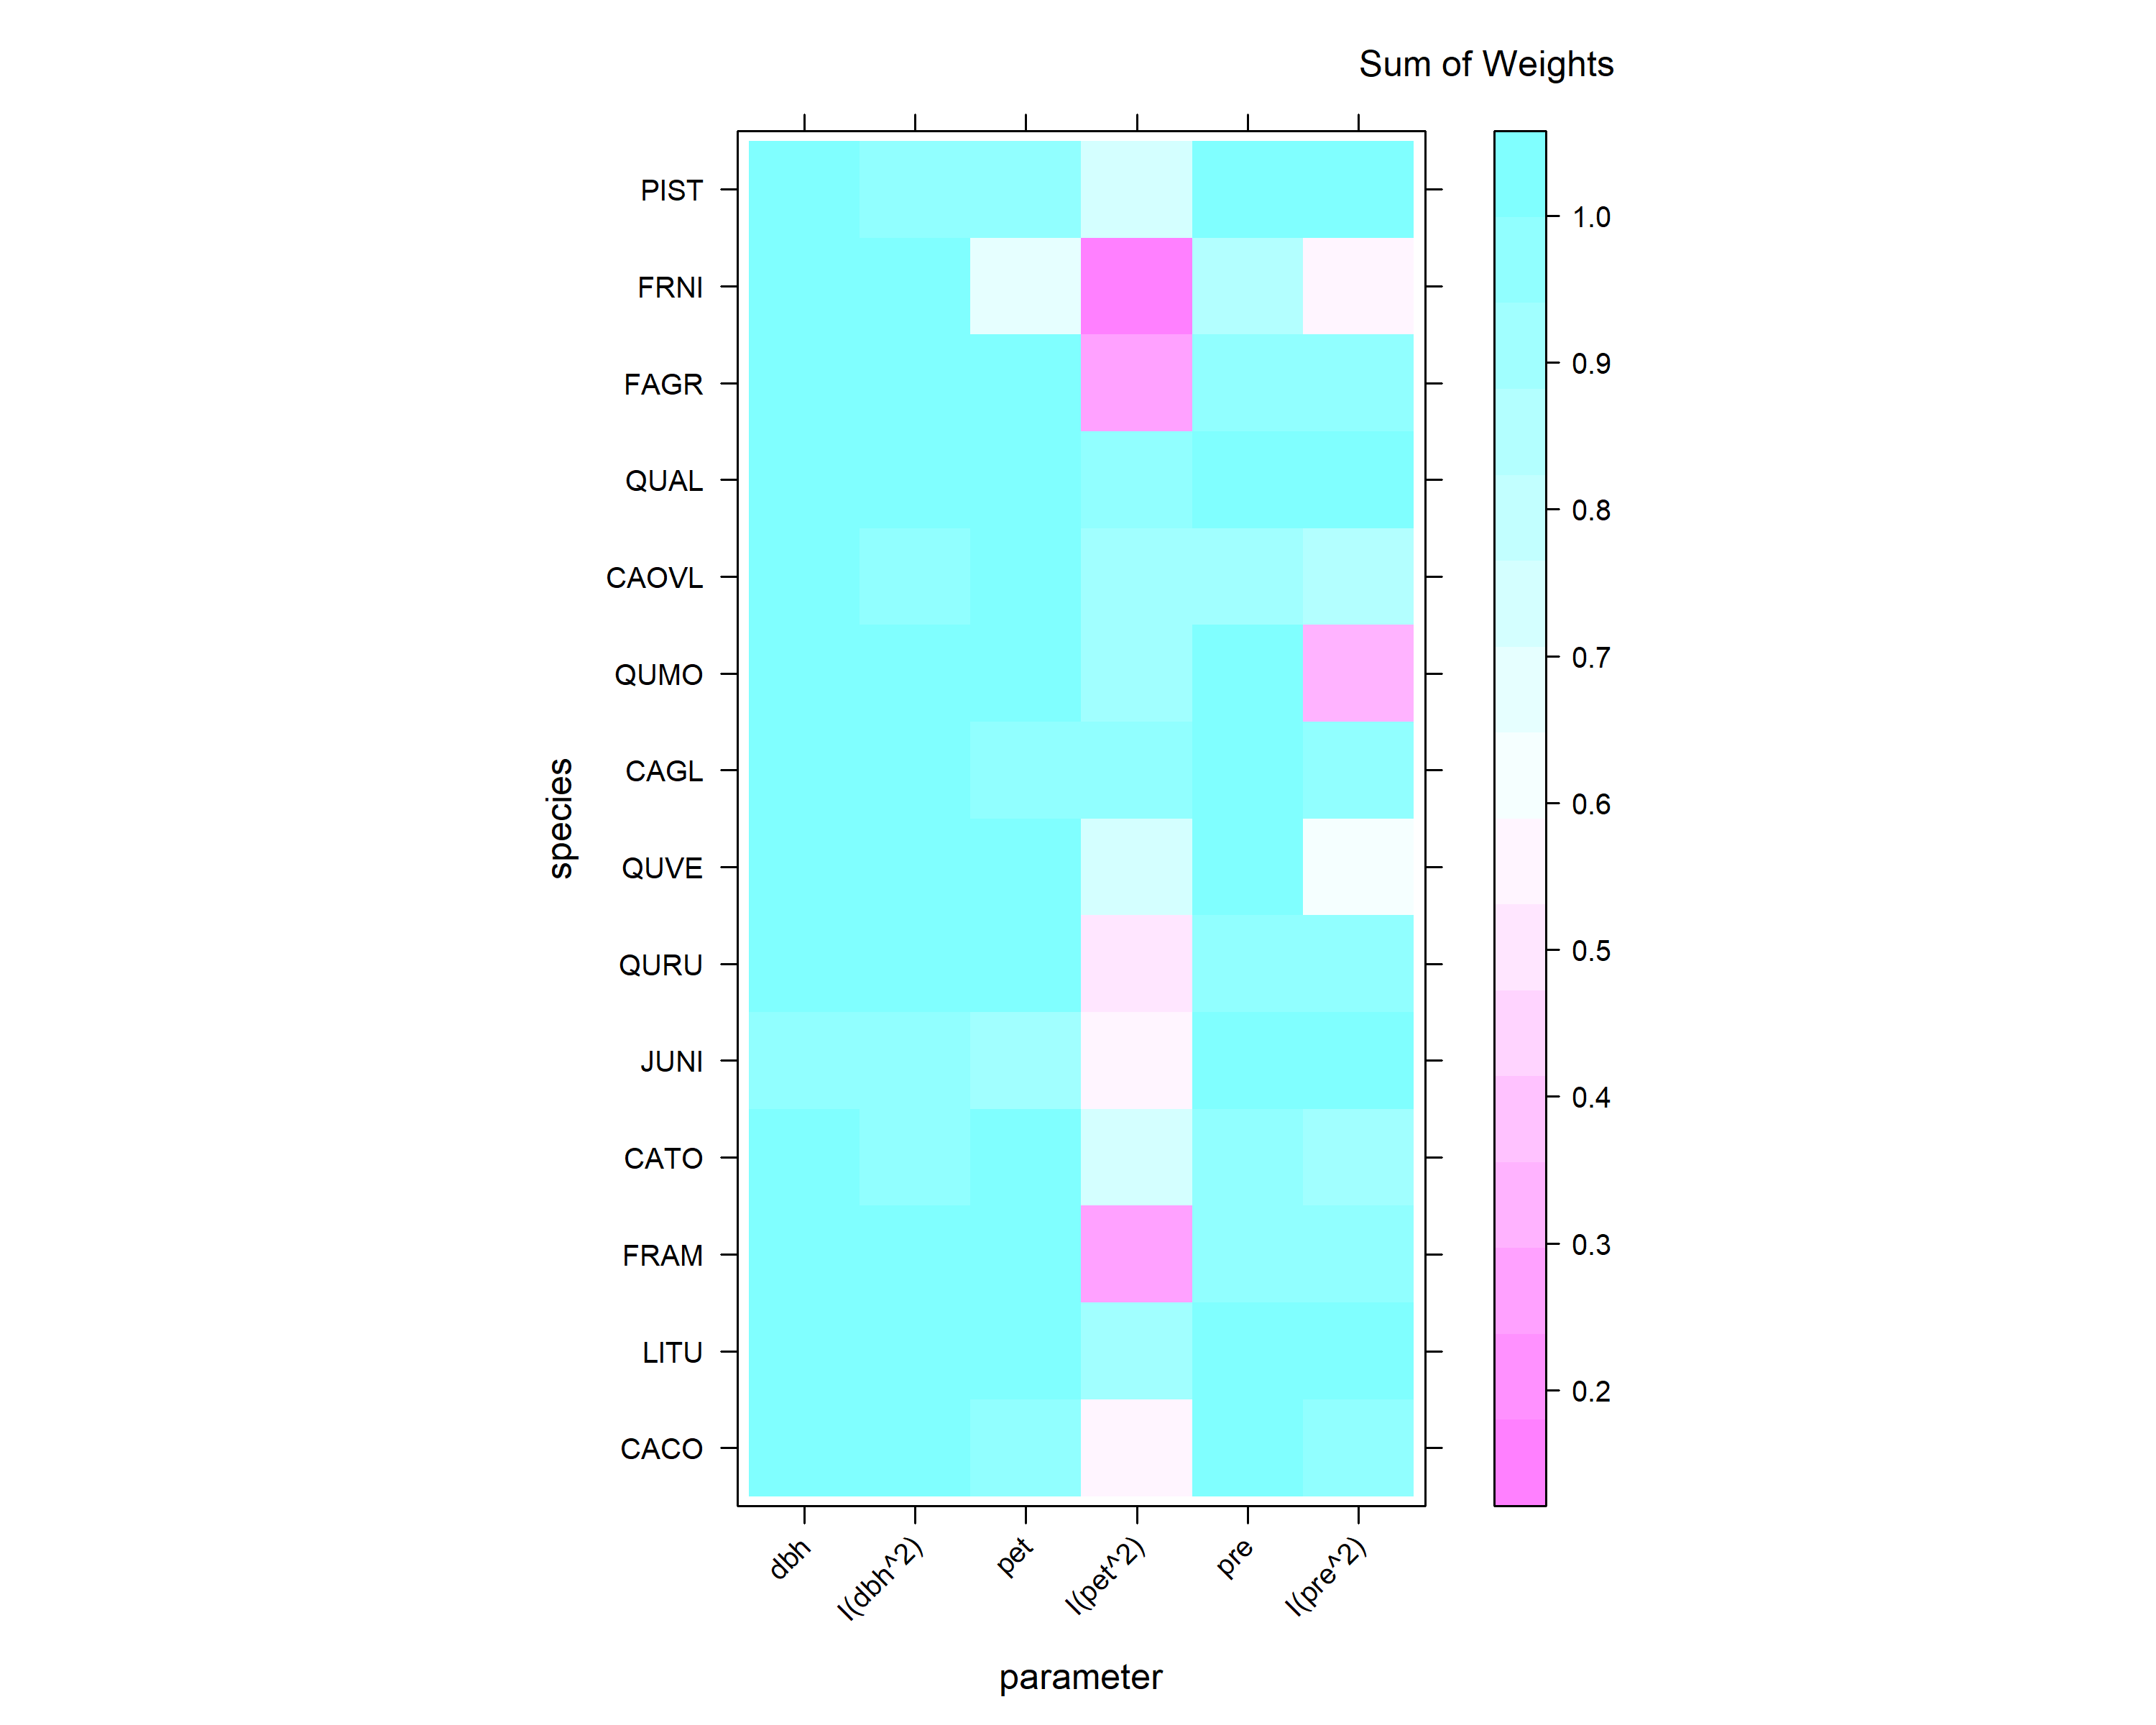 Sum of Weights
PIST
FRNI
FAGR
QUAL
CAOVL
QUMO
CAGL
QUVE
QURU
JUNI
CATO
FRAM
LITU
CACO
species
dbh
I(dbh^2)
pet
I(pet^2)
pre
I(pre^2)
parameter
1.0
0.9
0.8
0.7
0.6
0.5
0.4
0.3
0.2